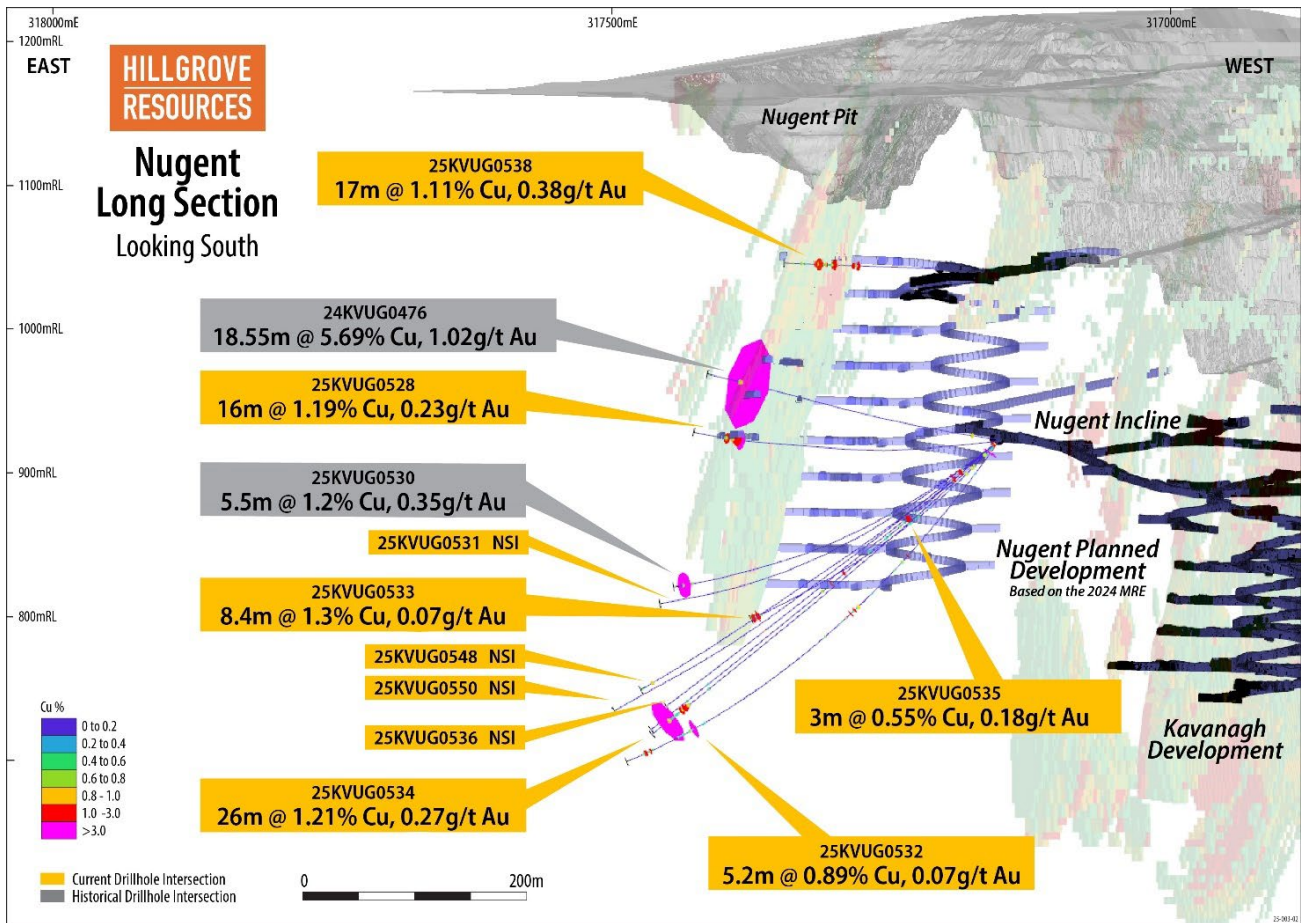 318000mE
317500mE
317000mE
1200mRL
EAST
WEST
HILLGROVE
RESOURCES
Nugent
Long Section
Looking South
Nugent Pit
25KVUG0538
17m @ 1.11% Cu, 0.38g/t Au
1100mRL
24KVUG0476
18.55m @ 5.69% Cu, 1.02g/t Au
1000mRL
25KVUG0528
16m @ 1.19% Cu, 0.23g/t Au
Nugent Incline
900mRL
25KVUG0530
5.5m @ 1.2% Cu, 0.35g/t Au
25KVUG0531 NSI
Nugent Planned
Development
Based on the 2024 MRE
25KVUG0533
8.4m @ 1.3% Cu, 0.07g/t Au
800mRL
25KVUG0548 NSI
25KVUG0550 NSI
25KVUG0536 NSI
25KVUG0535
3m @ 0.55% Cu, 0.18g/t Au
Kavanagh
Development
25KVUG0534
26m @ 1.21% Cu, 0.27g/t Au
25KVUG0532
5.2m @ 0.89% Cu, 0.07g/t Au
Cu %
0 to 0.2
0.2 to 0.4
0.4 to 0.6
0.6 to 0.8
0.8 - 1.0
1.0 -3.0
>3.0
Current Drillhole Intersection
Historical Drillhole Intersection
0
200m
25-003-02